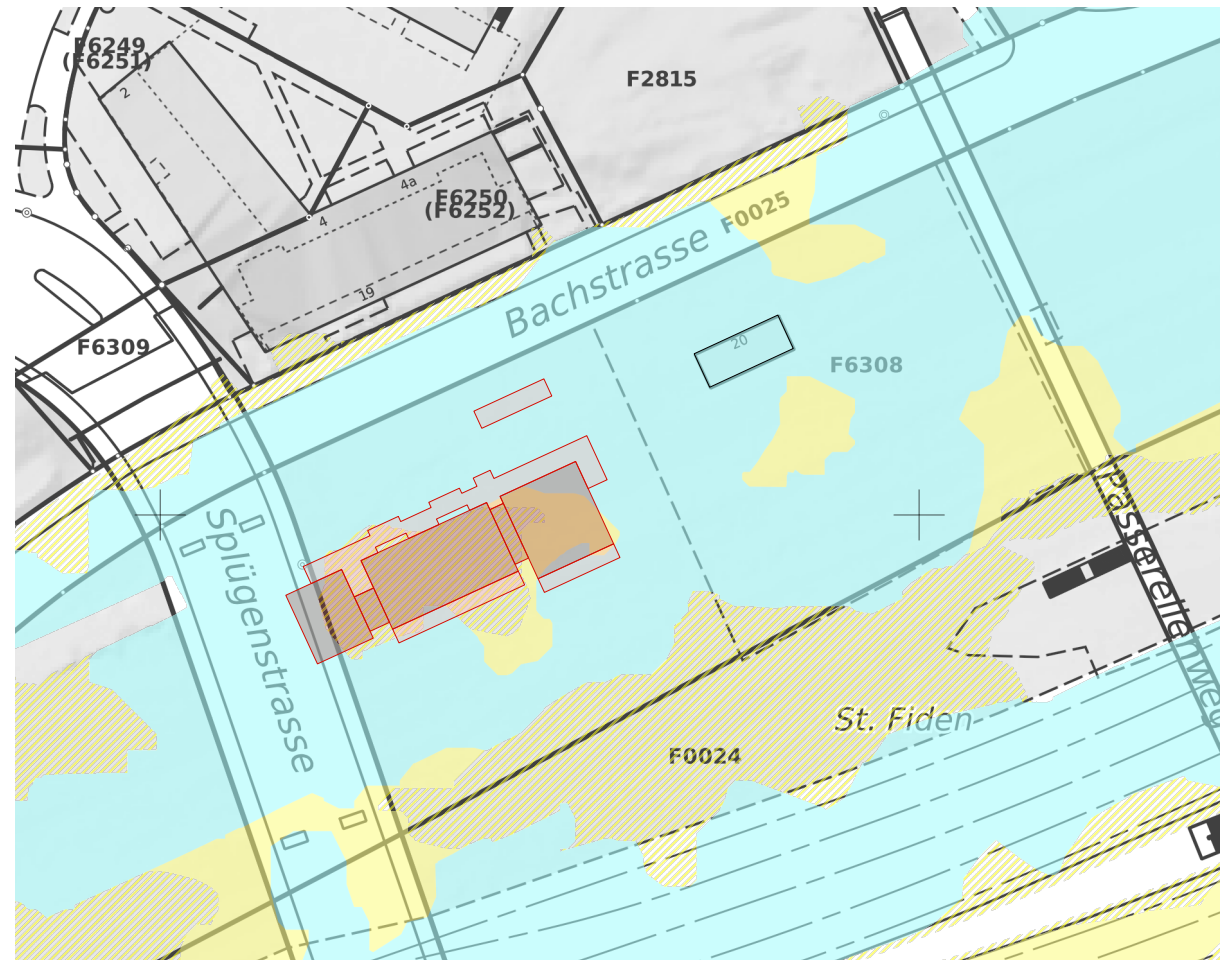 F6249
(F6251)
2
F2815
4a
F6250
(F6252)
4
F0025
Bachstrasse
19
F6309
20
F6308
Splügenstrasse
Passerellenweg
St. Fiden
F0024